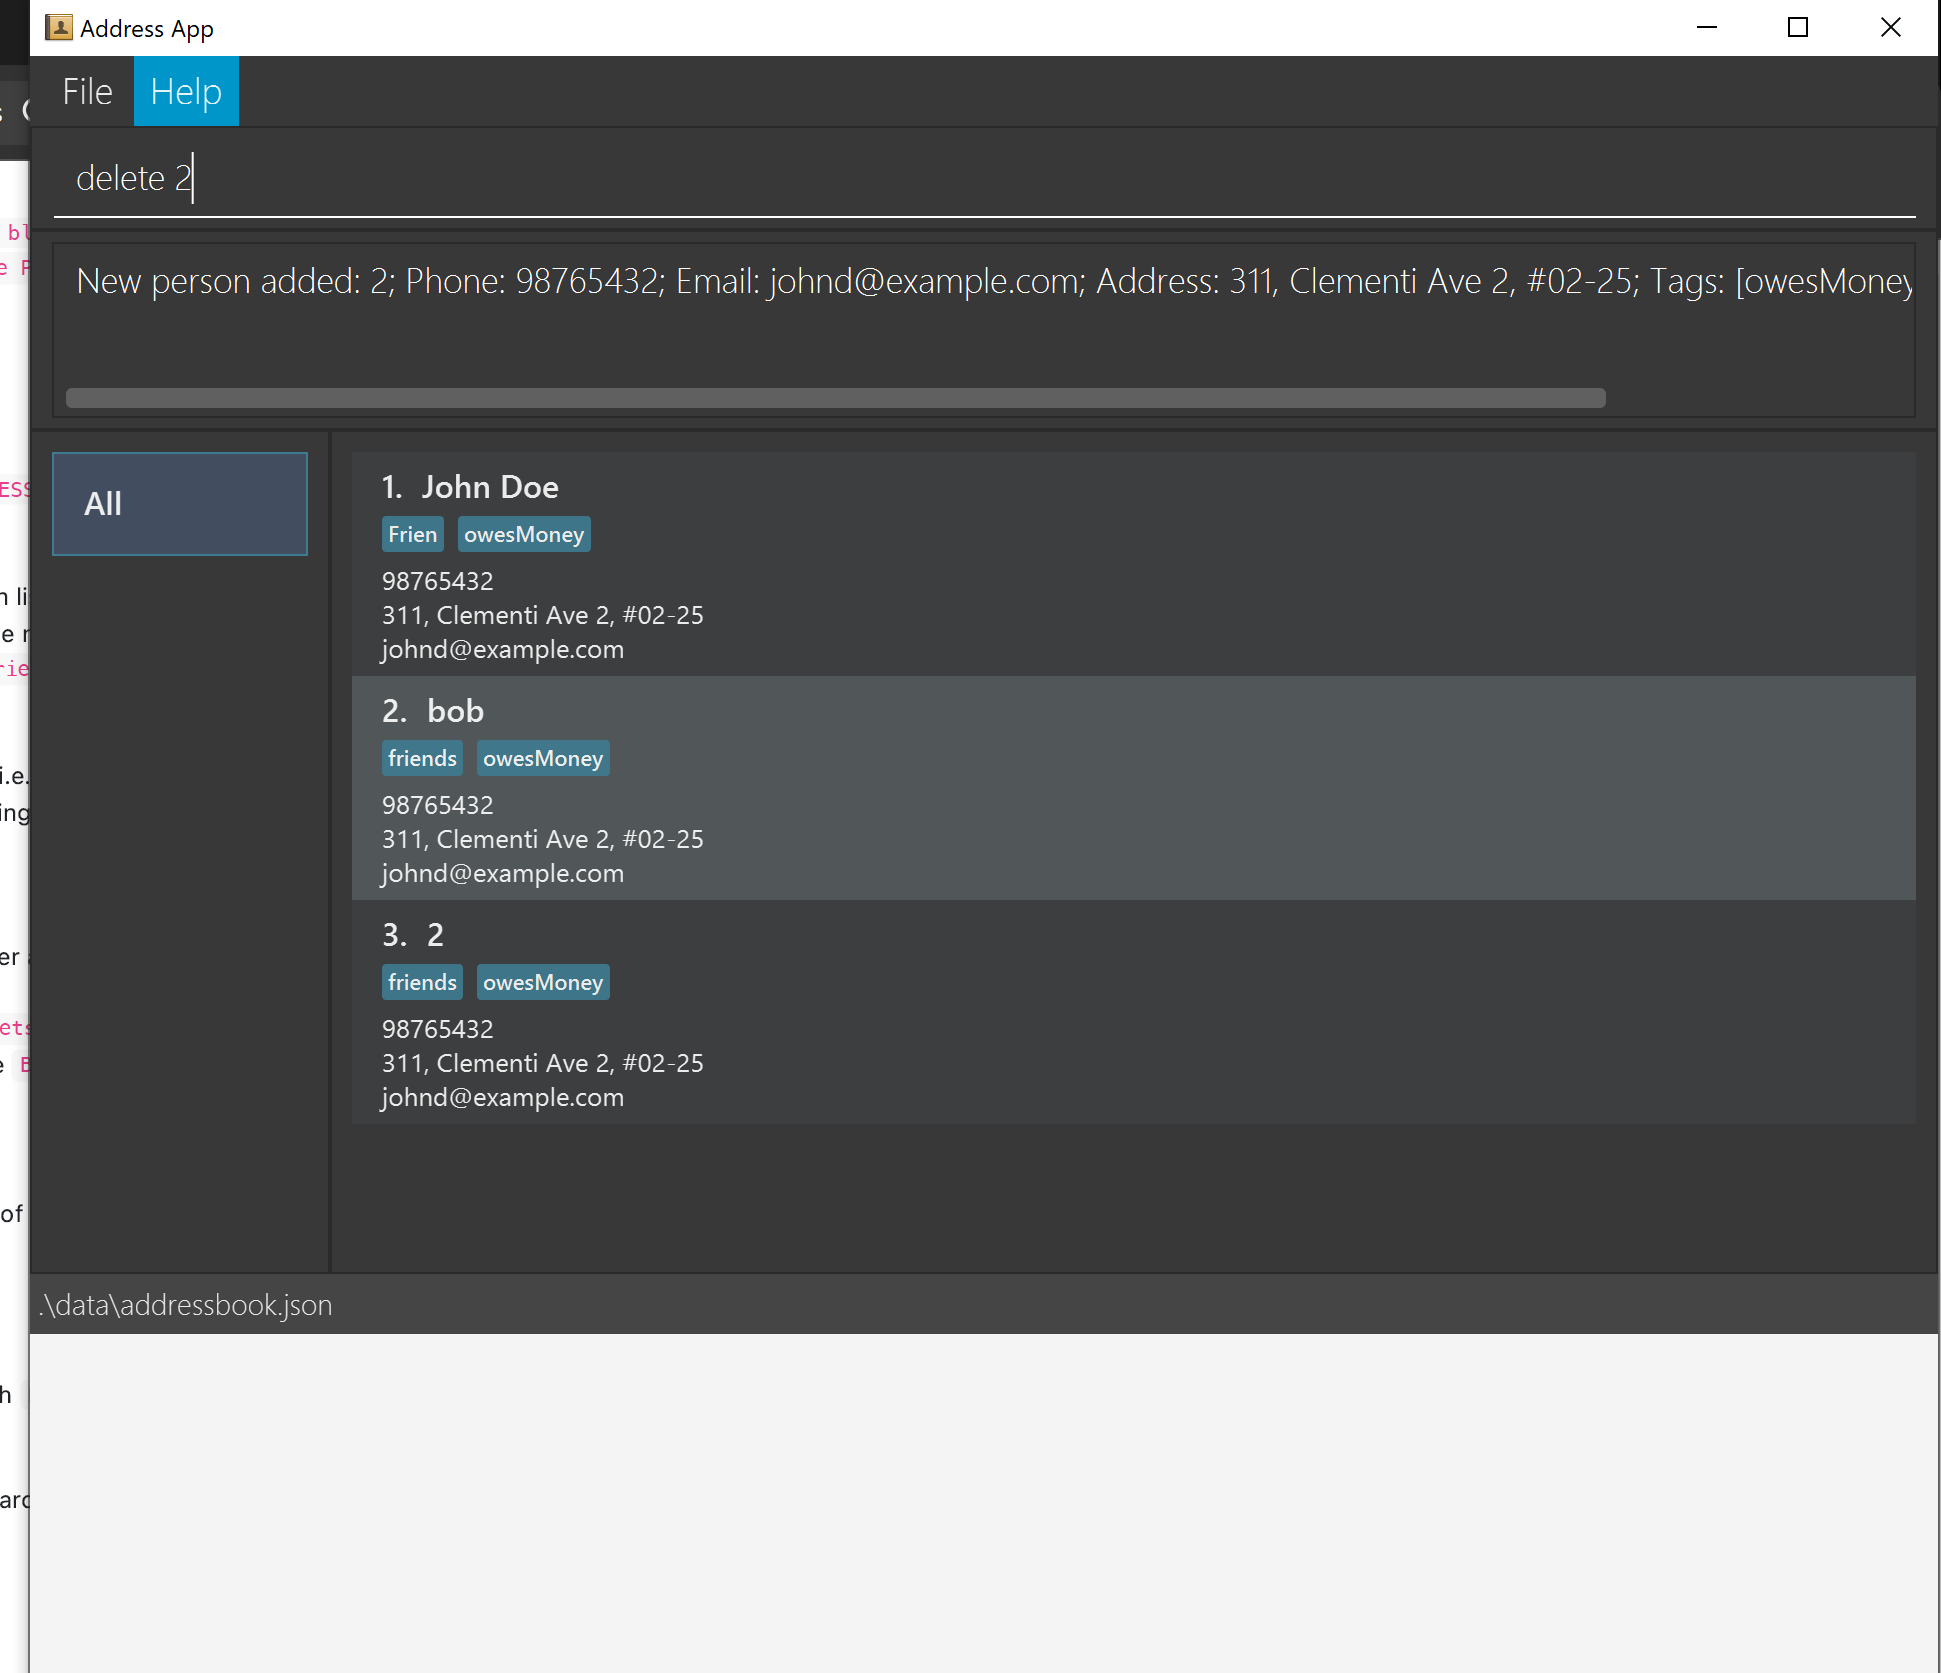 Address App
File Help
delete 2
New person added: 2; Phone: 98765432; Email: johnd@example.com; Address: 311, Clementi Ave 2, #02-25; Tags: [owesMoney
All
1. John Doe
Frien owesMoney
98765432
311, Clementi Ave 2, #02-25
johnd@example.com
2. bob
friends owesMoney
98765432
311, Clementi Ave 2, #02-25
johnd@example.com
3. 2
friends owesMoney
98765432
311, Clementi Ave 2, #02-25
johnd@example.com
.\data\addressbook.json
i.e.
of